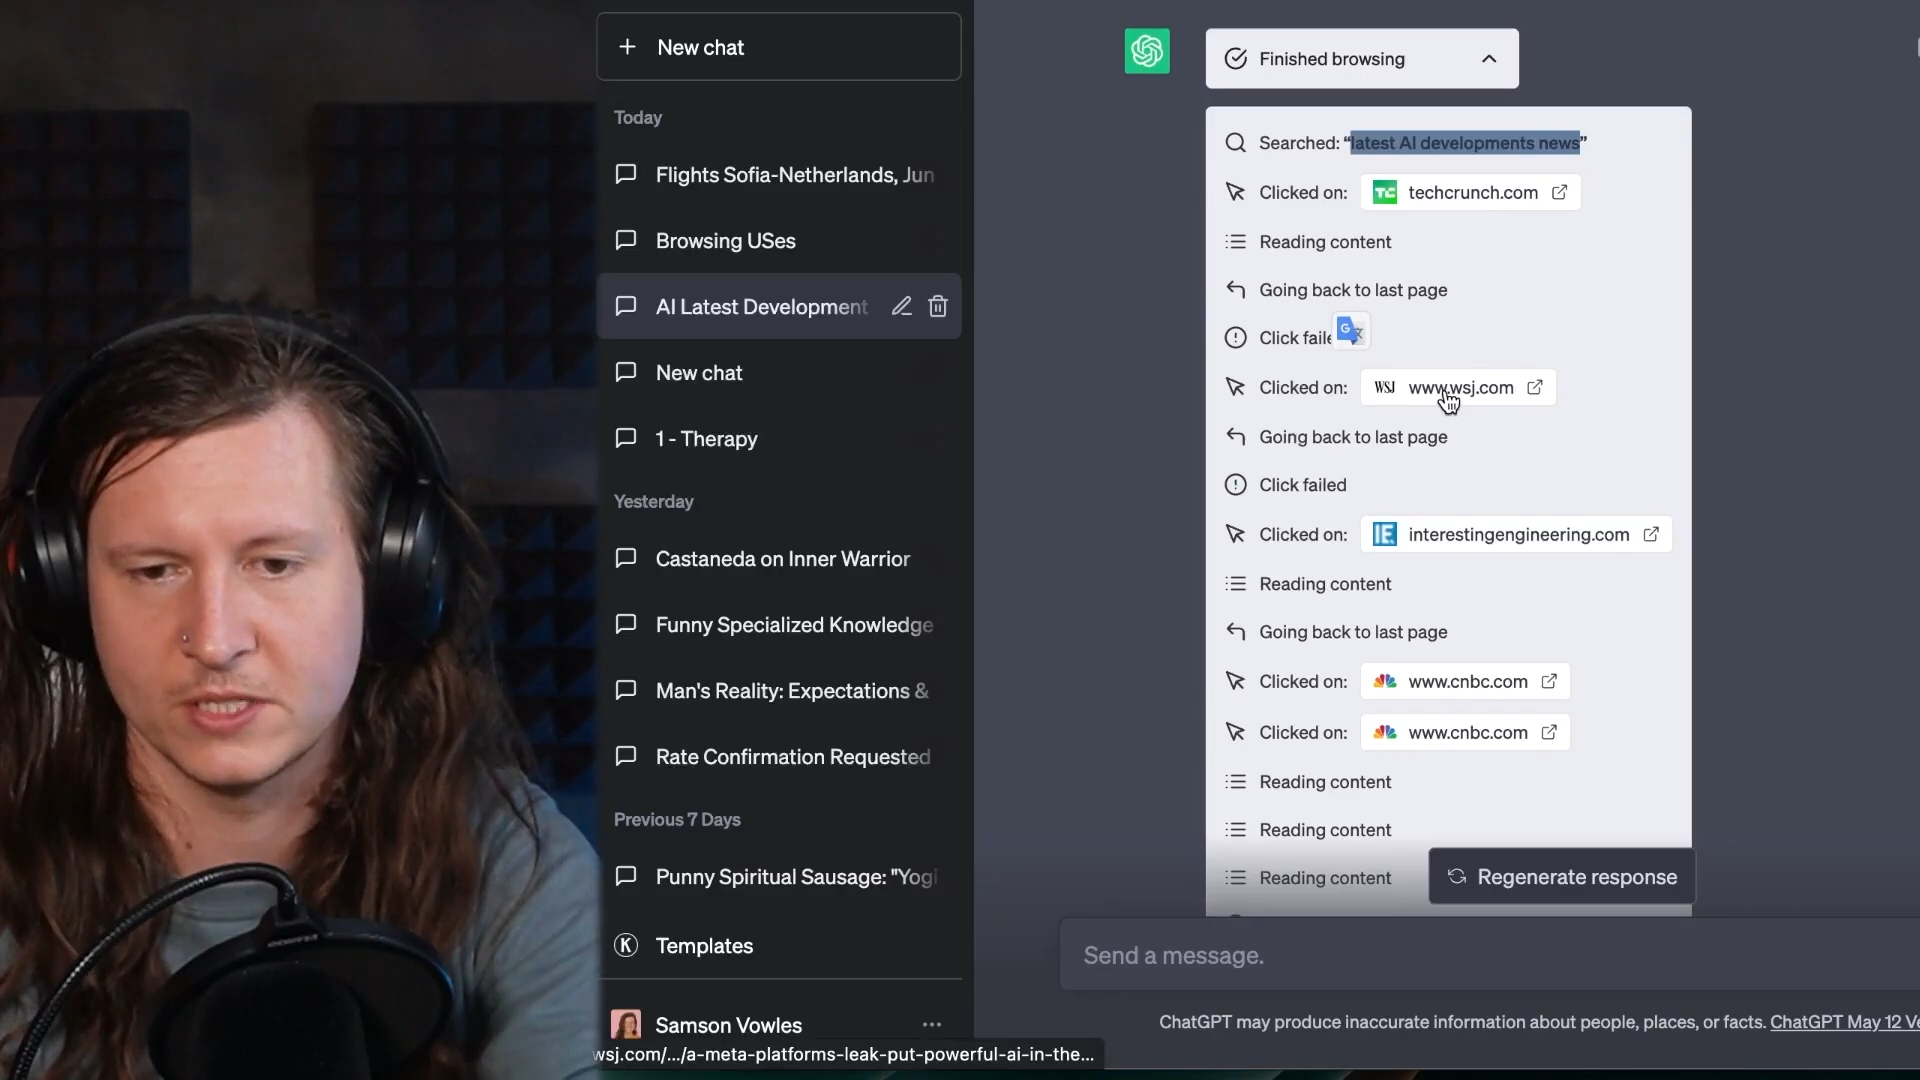 New chat
Today
Flights Sofia-Netherlands, Jun
Browsing USes
AI Latest Development
New chat
1 - Therapy
Yesterday
Castaneda on Inner Warrior
Funny Specialized Knowledge
Man's Reality: Expectations &
Rate Confirmation Requested
Previous 7 Days
Punny Spiritual Sausage: "Yogi
K Templates
Samson Vowles
wsj.com/.../a-meta-platforms-leak-put-powerful-ai-in-the...
Finished browsing
Searched: “latest AI developments news”
Clicked on: TC techcrunch.com
Reading content
Going back to last page
Click faile G
Clicked on: WSJ www.wsj.com
Going back to last page
Click failed
Clicked on: IE. interestingengineering.com
Reading content
Going back to last page
Clicked on: www.cnbc.com
Clicked on: www.cnbc.com
Reading content
Reading content
Reading content
Regenerate response
Send a message.
ChatGPT may produce inaccurate information about people, places, or facts. ChatGPT May 12 Ve